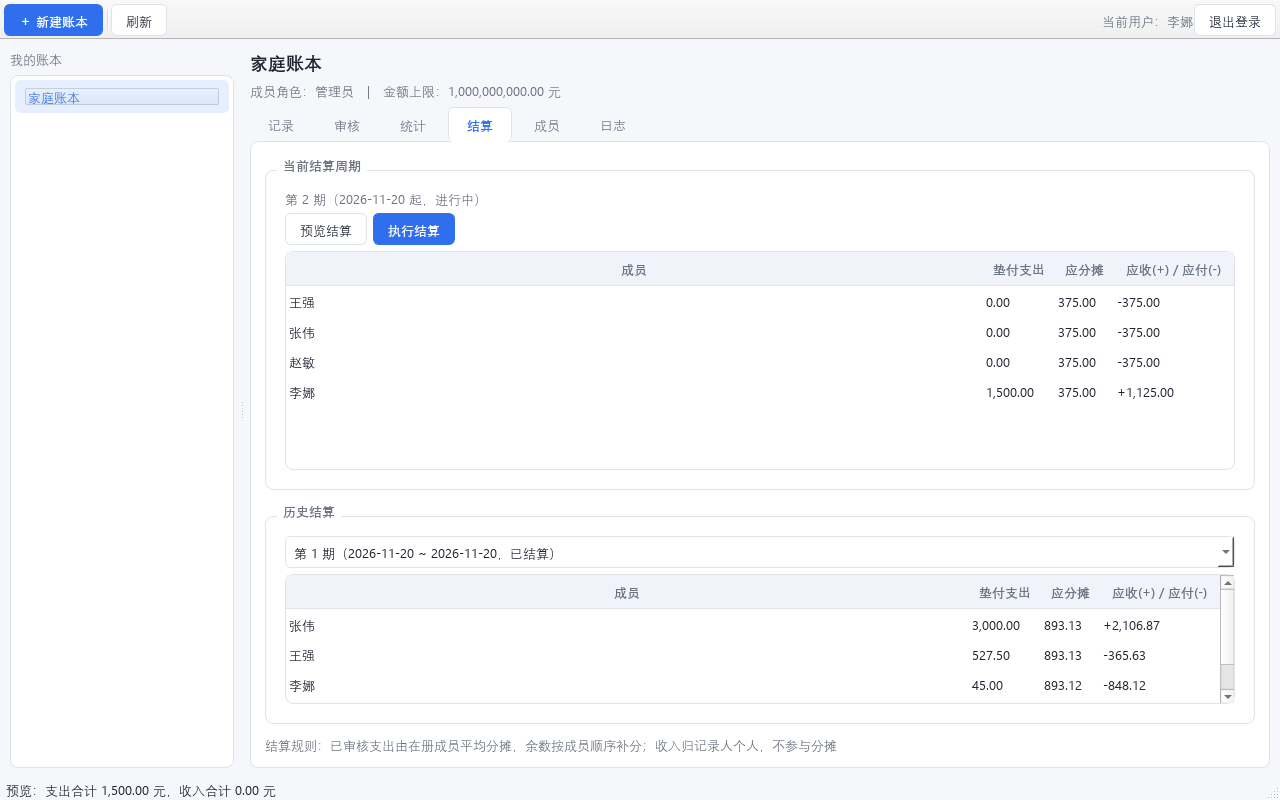 + 新建账本
刷新
当前用户：李娜
退出登录
我的账本
家庭账本
家庭账本
成员角色：管理员 | 金额上限：1,000,000,000.00 元
记录 审核 统计 结算 成员 日志
当前结算周期
第 2 期（2026-11-20 起，进行中）
预览结算 执行结算
成员 垫付支出 应分摊 应收(+) / 应付(-)
王强 0.00 375.00 -375.00
张伟 0.00 375.00 -375.00
赵敏 0.00 375.00 -375.00
李娜 1,500.00 375.00 +1,125.00
历史结算
第 1 期（2026-11-20 ~ 2026-11-20，已结算）
成员 垫付支出 应分摊 应收(+) / 应付(-)
张伟 3,000.00 893.13 +2,106.87
王强 527.50 893.13 -365.63
李娜 45.00 893.12 -848.12
结算规则：已审核支出由在册成员平均分摊，余数按成员顺序补分；收入归记录人个人，不参与分摊
预览：支出合计 1,500.00 元，收入合计 0.00 元